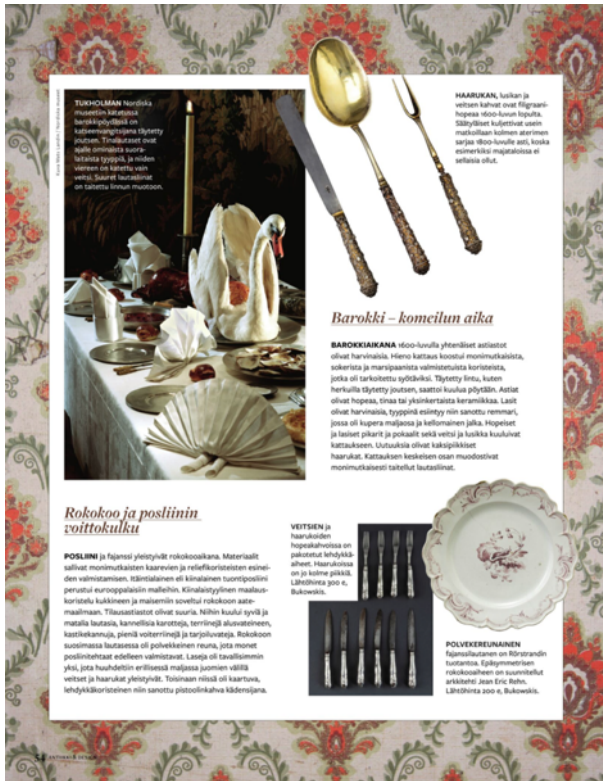 TUKHOLMAN Nordiska
museetin katetussa
barokkipöydässä on
katseenvangitsijana täytetty
joutsen. Tinalautaset ovat
ajalle ominaista suora-
laitaista tyyppiä, ja niiden
viereen on katettu vain
veitsi. Suuret lautasliinat
on taitettu linnun muotoon.
HAARUKAN, lusikan ja
veitsen kahvat ovat filigraani-
hopeaa 1600-luvun lopulta.
Säätyläiset kuljettivat usein
matkoillaan kolmen aterimen
sarjaa 1800-luvulle asti, koska
esimerkiksi majataloissa ei
sellaisia ollut.
Barokki – komeilun aika
BAROKKIAIKANA 1600-luvulla yhtenäiset astiastot
olivat harvinaisia. Hieno kattaus koostui monimutkaisista,
sokerista ja marsipaanista valmistetuista koristeista,
jotka oli tarkoitettu syötäviksi. Täytetty lintu, kuten
herkuilla täytetty joutsen, saattoi kuulua pöytään. Astiat
olivat hopeaa, tinaa tai yksinkertaista keramiikkaa. Lasit
olivat harvinaisia, tyyppinä esiintyy niin sanottu remmari,
jossa oli kupera maljaosa ja kellomainen jalka. Hopeiset
ja lasiset pikarit ja pokaalit sekä veitsi ja lusikka kuuluivat
kattaukseen. Uutuuksia olivat kaksipiikkiset
haarukat. Kattauksen keskeisen osan muodostivat
monimutkaisesti taitellut lautasliinat.
Rokokoo ja posliinin
voittokulku
POSLIINI ja fajanssi yleistyivät rokokooaikana. Materiaalit
sallivat monimutkaisten kaarevien ja reliefikoristeisten esinei-
den valmistamisen. Itäintialainen eli kiinalainen tuontiposliini
perustui eurooppalaisiin malleihin. Kiinalaistyylinen maalaus-
koristelu kukkineen ja maisemiin soveltui rokokoon aate-
maailmaan. Tilausastiastot olivat suuria. Niihin kuului syviä ja
matalia lautasia, kannellisia karotteja, terriinejä alusvateineen,
kastikekannuja, pieniä voiterriinejä ja tarjoiluvateja. Rokokoon
suosimassa lautasessa oli polvekkeinen reuna, jota monet
posliinitehtaat edelleen valmistavat. Laseja oli tavallisimmin
yksi, jota huuhdeltiin erillisessä maljassa juomien välillä
veitset ja haarukat yleistyivät. Toisinaan niissä oli kaartuva,
lehdykkäkoristeinen niin sanottu pistoolinkahva kädensijana.
VEITSIEN ja
haarukoiden
hopeakahvoissa on
pakotetut lehdykkä-
aiheet. Haarukoissa
on jo kolme piikkiä.
Lähtöhinta 300 e,
Bukowskis.
POLVEKEREUNAINEN
fajanssilautanen on Rörstrandin
tuotantoa. Epäsymmetrisen
rokokooaiheen on suunnitellut
arkkitehti Jean Eric Rehn.
Lähtöhinta 200 e, Bukowskis.
54 ANTIIKKI & DESIGN